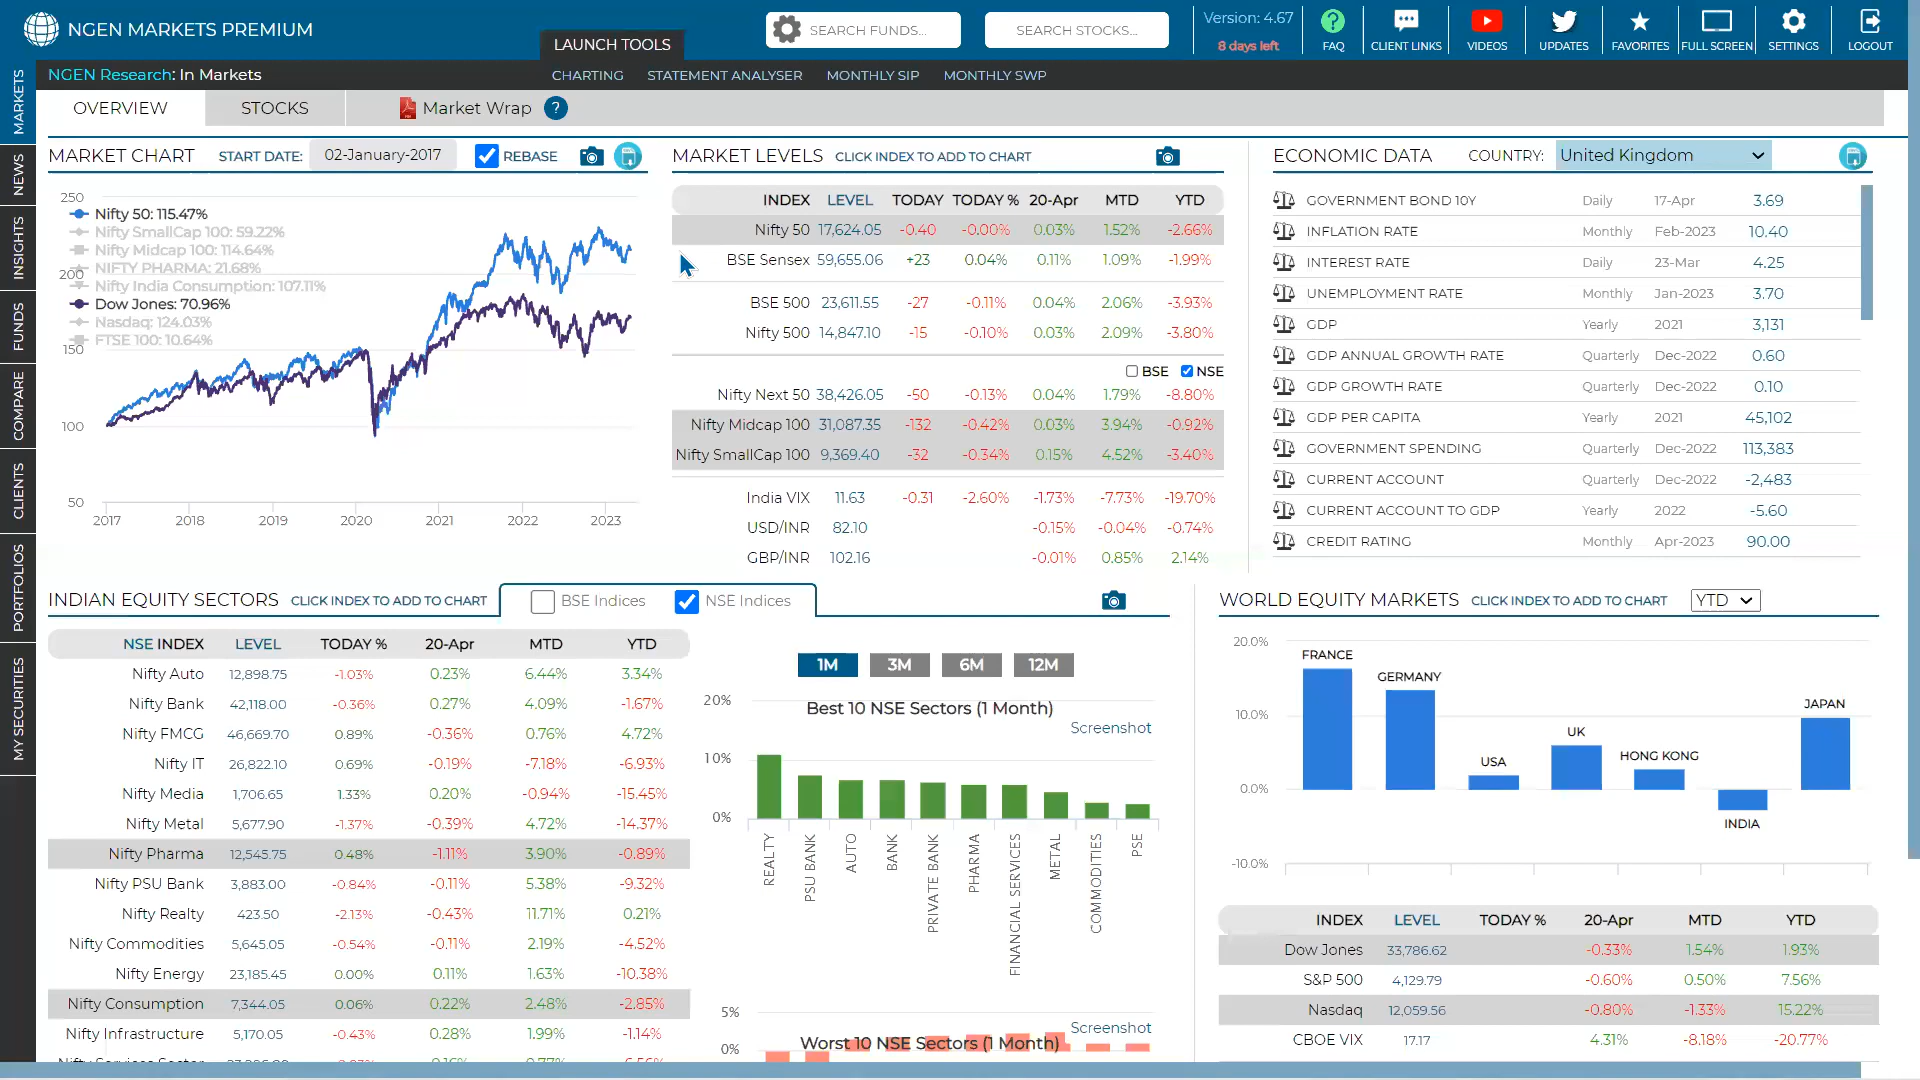 NGEN MARKETS PREMIUM
LAUNCH TOOLS
SEARCH FUNDS...
SEARCH STOCKS...
Version: 4.67
8 days left
FAQ
CLIENT LINKS
VIDEOS
UPDATES
FAVORITES
FULL SCREEN
SETTINGS
LOGOUT
NGEN Research: In Markets
CHARTING STATEMENT ANALYSER MONTHLY SIP MONTHLY SWP
MARKETS
NEWS
INSIGHTS
FUNDS
COMPARE
CLIENTS
PORTFOLIOS
MY SECURITIES
OVERVIEW STOCKS Market Wrap ?
MARKET CHART START DATE: 02-January-2017 REBASE
250
200
150
100
50
Nifty 50: 115.47%
Nifty SmallCap 100: 59.22%
Nifty Midcap 100: 114.64%
NIFTY PHARMA: 21.68%
Nifty India Consumption: 107.11%
Dow Jones: 70.96%
Nasdaq: 124.03%
FTSE 100: 10.64%
2017 2018 2019 2020 2021 2022 2023
MARKET LEVELS CLICK INDEX TO ADD TO CHART
INDEX LEVEL TODAY TODAY % 20-Apr MTD YTD
Nifty 50 17,624.05 -0.40 -0.00% 0.03% 1.52% -2.66%
BSE Sensex 59,655.06 +23 0.04% 0.11% 1.09% -1.99%
BSE 500 23,611.55 -27 -0.11% 0.04% 2.06% -3.93%
Nifty 500 14,847.10 -15 -0.10% 0.03% 2.09% -3.80%
BSE NSE
Nifty Next 50 38,426.05 -50 -0.13% 0.04% 1.79% -8.80%
Nifty Midcap 100 31,087.35 -132 -0.42% 0.03% 3.94% -0.92%
Nifty SmallCap 100 9,369.40 -32 -0.34% 0.15% 4.52% -3.40%
India VIX 11.63 -0.31 -2.60% -1.73% -7.73% -19.70%
USD/INR 82.10 -0.15% -0.04% -0.74%
GBP/INR 102.16 -0.01% 0.85% 2.14%
ECONOMIC DATA COUNTRY: United Kingdom
GOVERNMENT BOND 10Y Daily 17-Apr 3.69
INFLATION RATE Monthly Feb-2023 10.40
INTEREST RATE Daily 23-Mar 4.25
UNEMPLOYMENT RATE Monthly Jan-2023 3.70
GDP Yearly 2021 3,131
GDP ANNUAL GROWTH RATE Quarterly Dec-2022 0.60
GDP GROWTH RATE Quarterly Dec-2022 0.10
GDP PER CAPITA Yearly 2021 45,102
GOVERNMENT SPENDING Quarterly Dec-2022 113,383
CURRENT ACCOUNT Quarterly Dec-2022 -2,483
CURRENT ACCOUNT TO GDP Yearly 2022 -5.60
CREDIT RATING Monthly Apr-2023 90.00
INDIAN EQUITY SECTORS CLICK INDEX TO ADD TO CHART BSE Indices NSE Indices
NSE INDEX LEVEL TODAY % 20-Apr MTD YTD
Nifty Auto 12,898.75 -1.03% 0.23% 6.44% 3.34%
Nifty Bank 42,118.00 -0.36% 0.27% 4.09% -1.67%
Nifty FMCG 46,669.70 0.89% -0.36% 0.76% 4.72%
Nifty IT 26,822.10 0.69% -0.19% -7.18% -6.93%
Nifty Media 1,706.65 1.33% 0.20% -0.94% -15.45%
Nifty Metal 5,677.90 -1.37% -0.39% 4.72% -14.37%
Nifty Pharma 12,545.75 0.48% -1.11% 3.90% -0.89%
Nifty PSU Bank 3,883.00 -0.84% -0.11% 5.38% -9.32%
Nifty Realty 423.50 -2.13% -0.43% 11.71% 0.21%
Nifty Commodities 5,645.05 -0.54% -0.11% 2.19% -4.52%
Nifty Energy 23,185.45 0.00% 0.11% 1.63% -10.38%
Nifty Consumption 7,344.05 0.06% 0.22% 2.48% -2.85%
Nifty Infrastructure 5,170.05 -0.43% 0.28% 1.99% -1.14%
1M 3M 6M 12M
Best 10 NSE Sectors (1 Month)
Screenshot
20%
10%
0%
REALTY
PSU BANK
AUTO
BANK
PRIVATE BANK
PHARMA
FINANCIAL SERVICES
METAL
COMMODITIES
PSE
5%
0%
Screenshot
Worst 10 NSE Sectors (1 Month)
WORLD EQUITY MARKETS CLICK INDEX TO ADD TO CHART YTD
20.0%
10.0%
0.0%
-10.0%
FRANCE
GERMANY
USA
UK
HONG KONG
INDIA
JAPAN
INDEX LEVEL TODAY % 20-Apr MTD YTD
Dow Jones 33,786.62 -0.33% 1.54% 1.93%
S&P 500 4,129.79 -0.60% 0.50% 7.56%
Nasdaq 12,059.56 -0.80% -1.33% 15.22%
CBOE VIX 17.17 4.31% -8.18% -20.77%